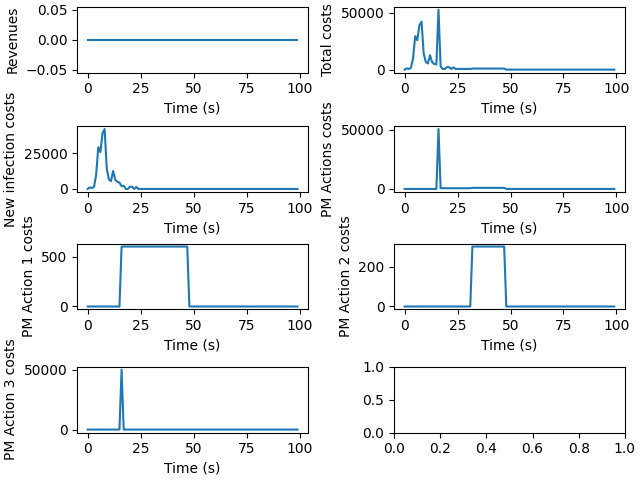 Revenues
0.05
0.00
−0.05
0 25 50 75 100
Time (s)
Total costs
50000
0
0 25 50 75 100
Time (s)
New infection costs
25000
0
0 25 50 75 100
Time (s)
PM Actions costs
50000
0
0 25 50 75 100
Time (s)
PM Action 1 costs
500
0
0 25 50 75 100
Time (s)
PM Action 2 costs
200
0
0 25 50 75 100
Time (s)
PM Action 3 costs
50000
0
0 25 50 75 100
Time (s)
1.0
0.5
0.0
0.0 0.2 0.4 0.6 0.8 1.0